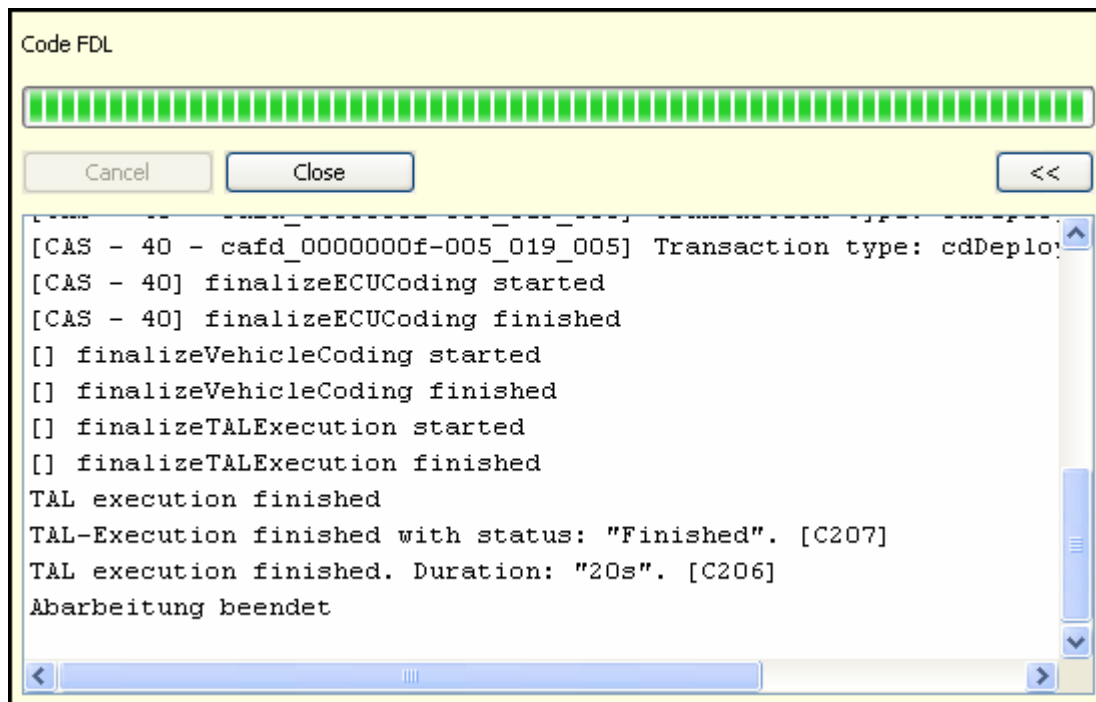 Code FDL
Cancel
Close
<<
[CAS - 40 - cafd_0000000f-005_019_005] Transaction type: cdDeplo
[CAS - 40] finalizeECUCoding started
[CAS - 40] finalizeECUCoding finished
[] finalizeVehicleCoding started
[] finalizeVehicleCoding finished
[] finalizeTALExecution started
[] finalizeTALExecution finished
TAL execution finished
TAL-Execution finished with status: "Finished". [C207]
TAL execution finished. Duration: "20s". [C206]
Abarbeitung beendet